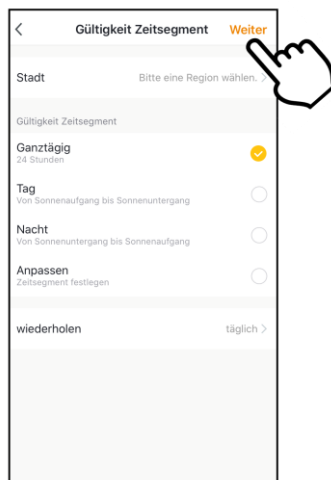 Gültigkeit Zeitsegment Weiter
Stadt Bitte eine Region wählen.
Gültigkeit Zeitsegment
Ganztägig
24 Stunden
Tag
Von Sonnenaufgang bis Sonnenuntergang
Nacht
Von Sonnenuntergang bis Sonnenaufgang
Anpassen
Zeitsegment festlegen
wiederholen täglich